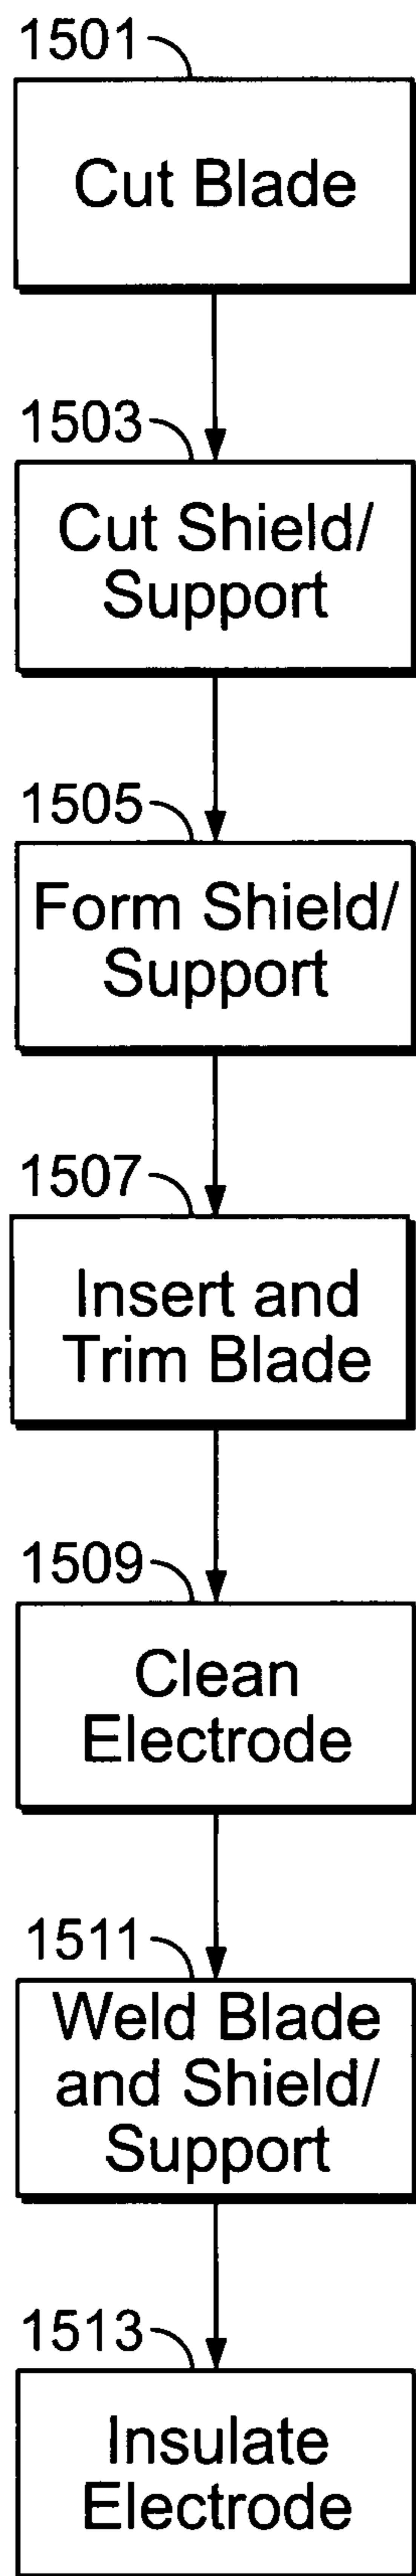 1501
Cut Blade
1503
Cut Shield/
Support
1505
Form Shield/
Support
1507
Insert and
Trim Blade
1509
Clean
Electrode
1511
Weld Blade
and Shield/
Support
1513
Insulate
Electrode